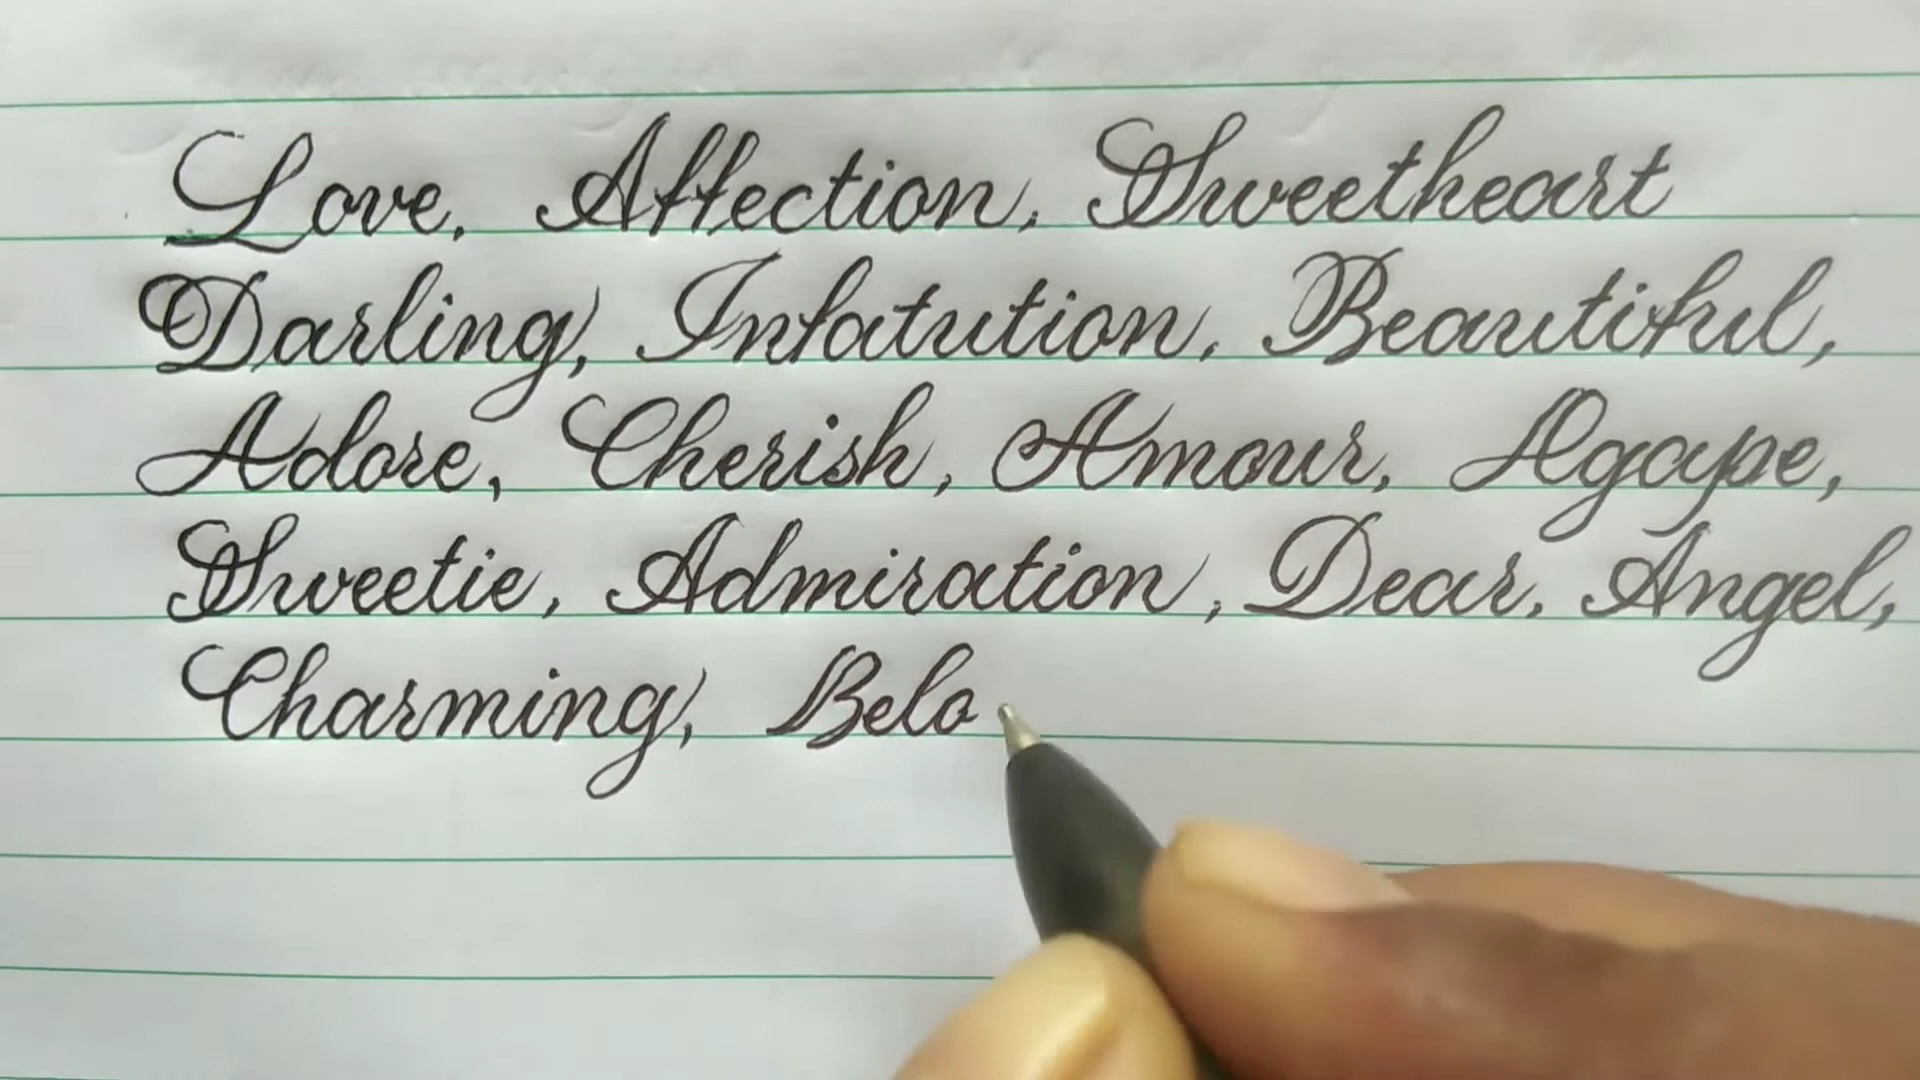 Love, Affection, Sweetheart
Darling, Infatution, Beautiful,
Adore, Cherish, Amour, Agape,
Sweetie, Admiration, Dear, Angel,
Charming, Belo